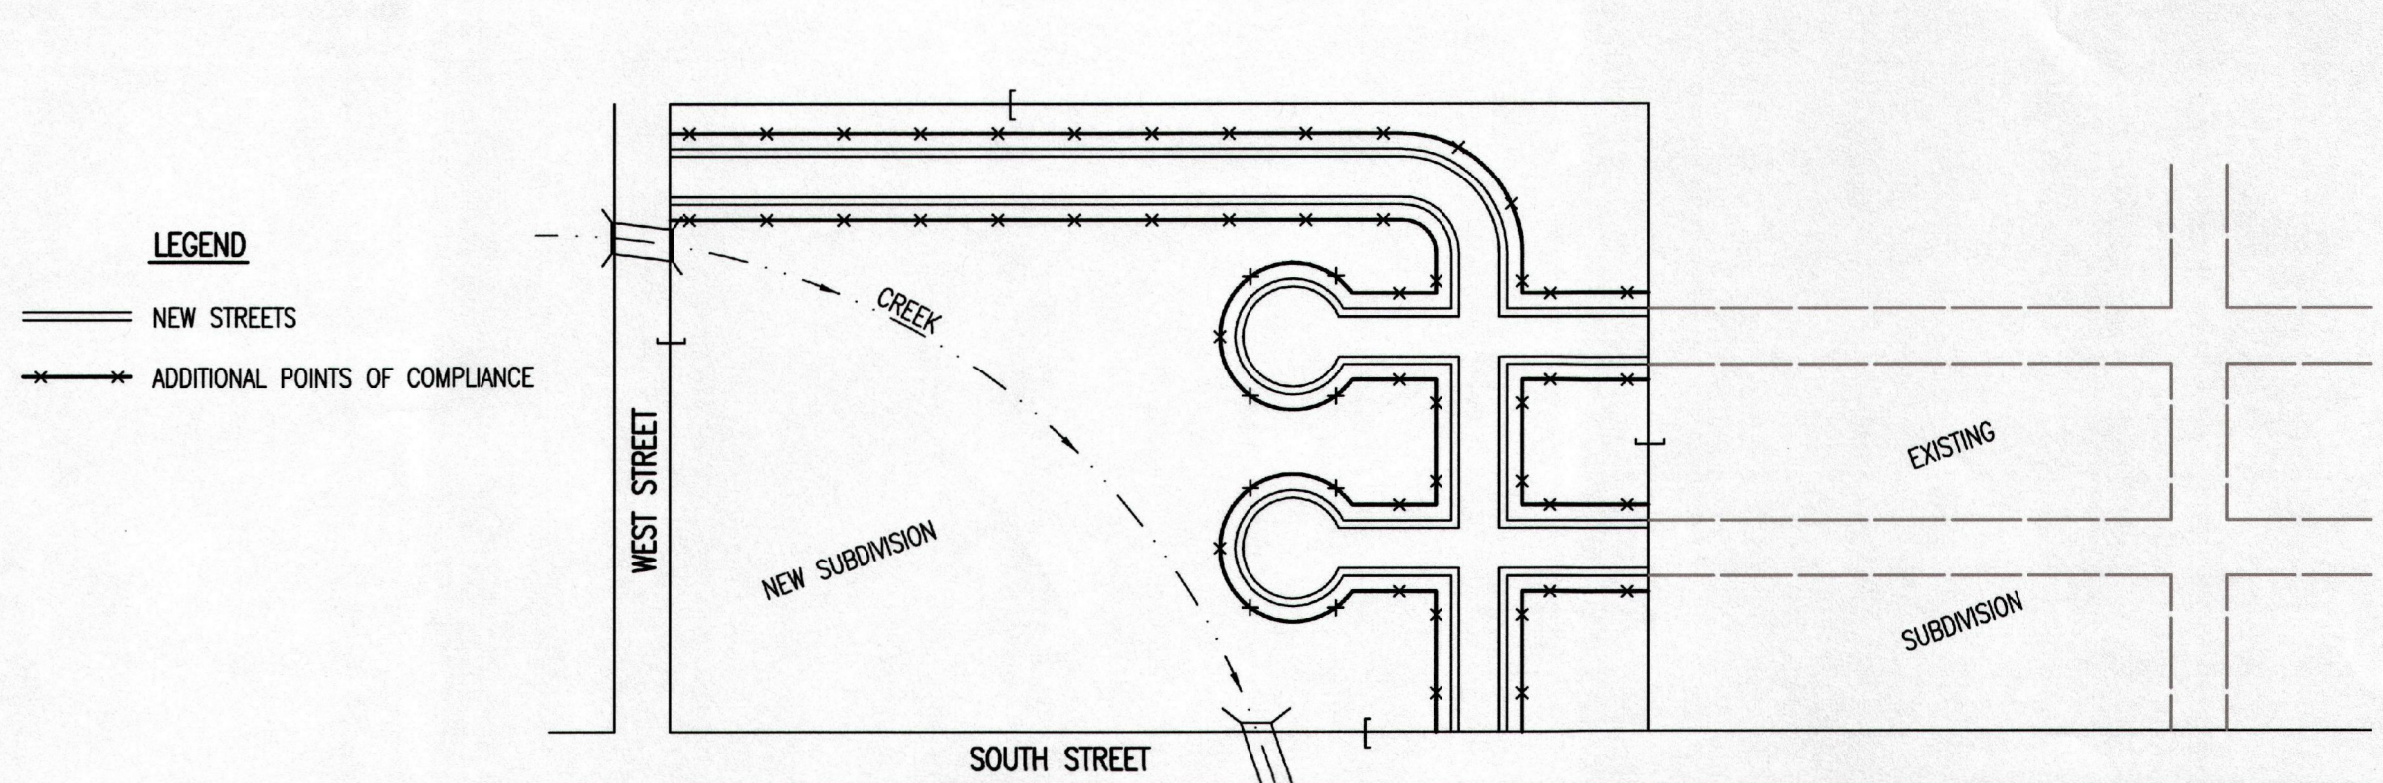 LEGEND
NEW STREETS
ADDITIONAL POINTS OF COMPLIANCE
WEST STREET
CREEK
NEW SUBDIVISION
SOUTH STREET
EXISTING
SUBDIVISION